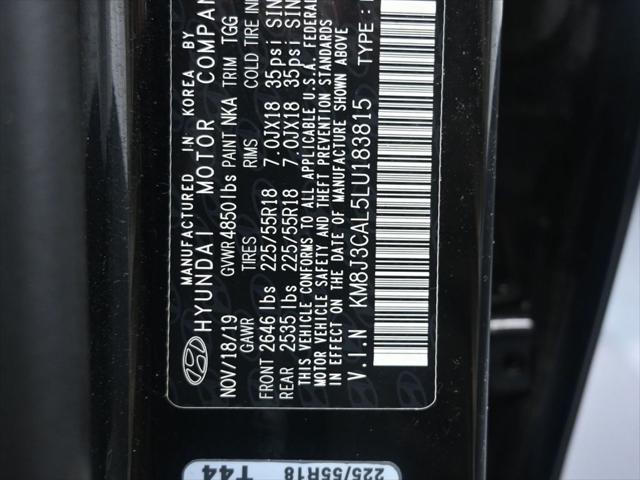 MANUFACTURED IN KOREA BY
HYUNDAI MOTOR COMPAN
NOV/18/19 GVWR 4850 lbs PAINT NKA TRIM TGG
GAWR TIRES RIMS COLD TIRE IN
FRONT 2646 lbs 225/55R18 7.0JX18 35psi SIN
REAR 2535 lbs 225/55R18 7.0JX18 35psi SIN
THIS VEHICLE CONFORMS TO ALL APPLICABLE U.S.A. FEDERAL
MOTOR VEHICLE SAFETY AND THEFT PREVENTION STANDARDS
IN EFFECT ON THE DATE OF MANUFACTURE SHOWN ABOVE
V.I.N KM8J3CAL5LU183815 TYPE :
225/55R18
T44